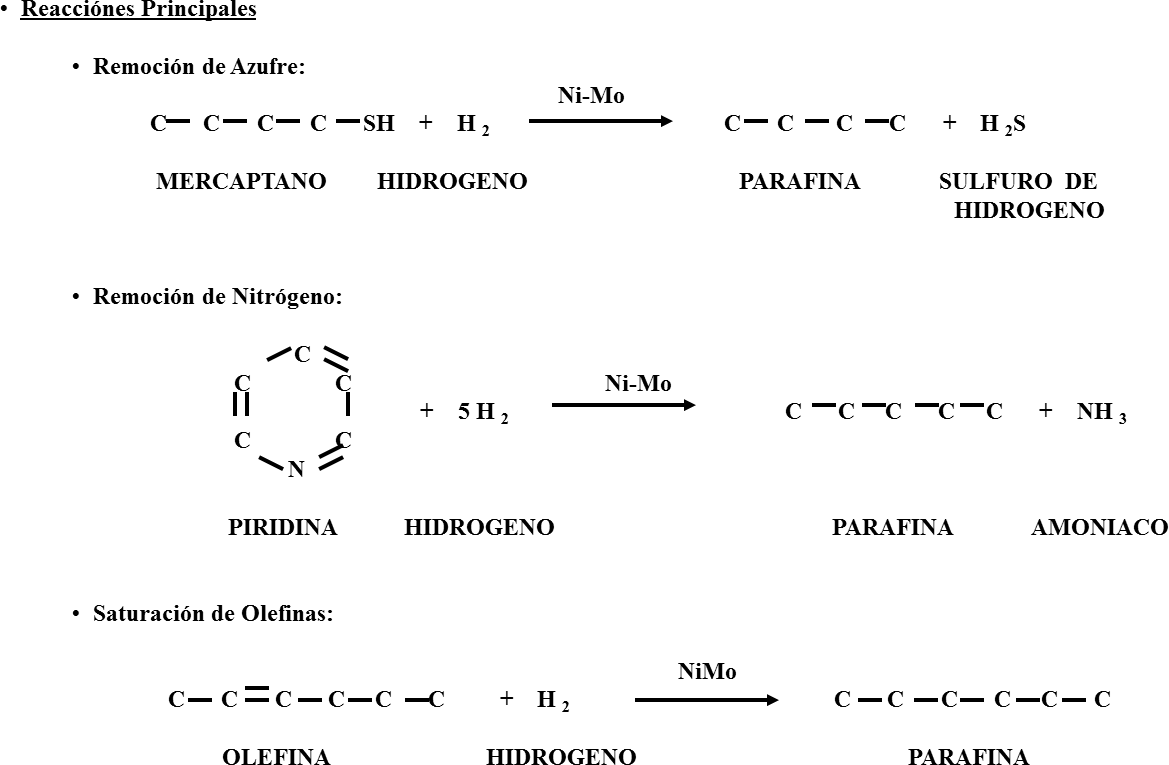 • Reacciónes Principales
• Remoción de Azufre:
Ni-Mo
C — C — C — C — SH + H 2 C — C — C — C + H 2S
MERCAPTANO HIDROGENO PARAFINA SULFURO DE
HIDROGENO
• Remoción de Nitrógeno:
C
C C
Ni-Mo
+ 5 H 2 C — C — C — C — C + NH 3
C C
N
PIRIDINA HIDROGENO PARAFINA AMONIACO
• Saturación de Olefinas:
NiMo
C — C = C — C — C — C + H 2 C — C — C — C — C — C
OLEFINA HIDROGENO PARAFINA